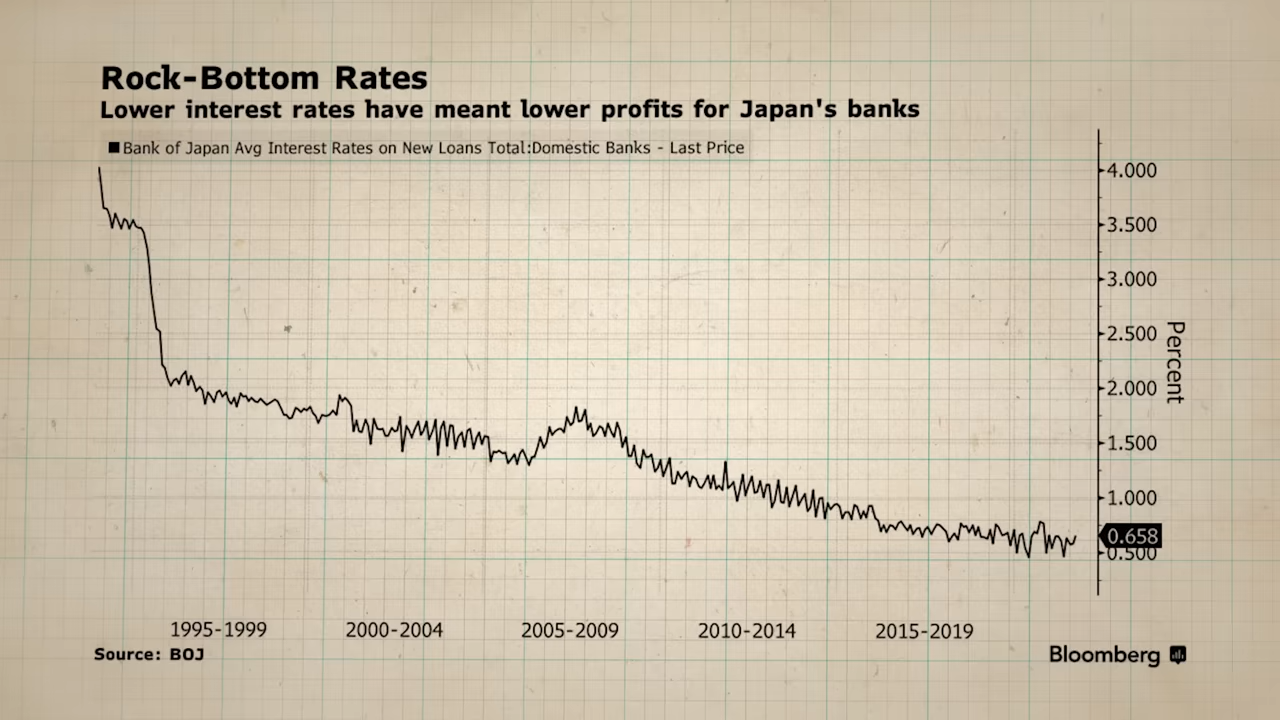 Rock-Bottom Rates
Lower interest rates have meant lower profits for Japan's banks
Bank of Japan Avg Interest Rates on New Loans Total:Domestic Banks - Last Price
4.000
3.500
3.000
2.500
2.000
1.500
1.000
0.658
0.500
Percent
1995-1999 2000-2004 2005-2009 2010-2014 2015-2019
Source: BOJ
Bloomberg